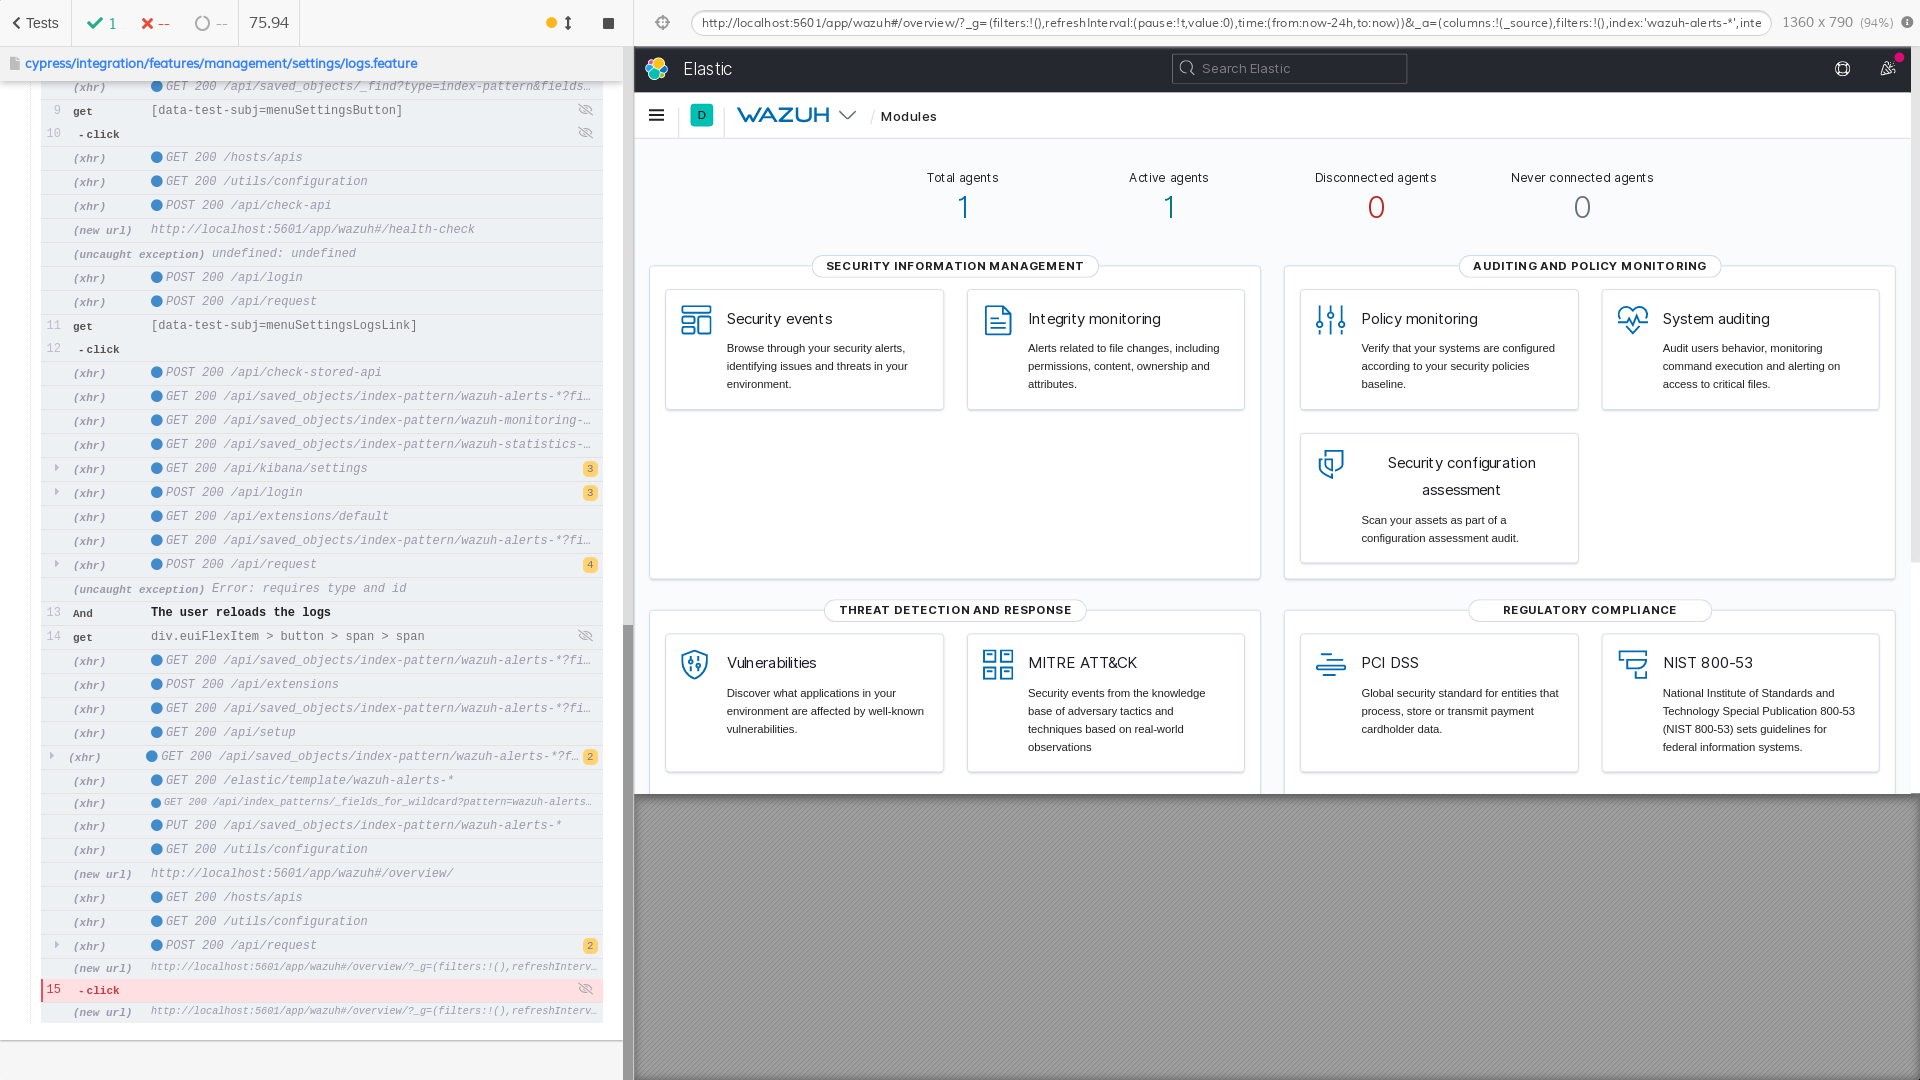 Tests
1
--
--
75.94
http://localhost:5601/app/wazuh#/overview/?_g=(filters:!(),refreshInterval:(pause:!t,value:0),time:(from:now-24h,to:now))&_a=(columns:!(_source),filters:!(),index:'wazuh-alerts-*',inte
1360 x 790 (94%)
cypress/integration/features/management/settings/logs.feature
(xhr) GET 200 /api/saved_objects/_find?type=index-pattern&fields…
9 get [data-test-subj=menuSettingsButton]
10 -click
(xhr) GET 200 /hosts/apis
(xhr) GET 200 /utils/configuration
(xhr) POST 200 /api/check-api
(new url) http://localhost:5601/app/wazuh#/health-check
(uncaught exception) undefined: undefined
(xhr) POST 200 /api/login
(xhr) POST 200 /api/request
11 get [data-test-subj=menuSettingsLogsLink]
12 -click
(xhr) POST 200 /api/check-stored-api
(xhr) GET 200 /api/saved_objects/index-pattern/wazuh-alerts-*?fi…
(xhr) GET 200 /api/saved_objects/index-pattern/wazuh-monitoring-…
(xhr) GET 200 /api/saved_objects/index-pattern/wazuh-statistics-…
(xhr) GET 200 /api/kibana/settings 3
(xhr) POST 200 /api/login 3
(xhr) GET 200 /api/extensions/default
(xhr) GET 200 /api/saved_objects/index-pattern/wazuh-alerts-*?fi…
(xhr) POST 200 /api/request 4
(uncaught exception) Error: requires type and id
13 And The user reloads the logs
14 get div.euiFlexItem > button > span > span
(xhr) GET 200 /api/saved_objects/index-pattern/wazuh-alerts-*?fi…
(xhr) POST 200 /api/extensions
(xhr) GET 200 /api/saved_objects/index-pattern/wazuh-alerts-*?fi…
(xhr) GET 200 /api/setup
(xhr) GET 200 /api/saved_objects/index-pattern/wazuh-alerts-*?f… 2
(xhr) GET 200 /elastic/template/wazuh-alerts-*
(xhr) GET 200 /api/index_patterns/_fields_for_wildcard?pattern=wazuh-alerts…
(xhr) PUT 200 /api/saved_objects/index-pattern/wazuh-alerts-*
(xhr) GET 200 /utils/configuration
(new url) http://localhost:5601/app/wazuh#/overview/
(xhr) GET 200 /hosts/apis
(xhr) GET 200 /utils/configuration
(xhr) POST 200 /api/request 2
(new url) http://localhost:5601/app/wazuh#/overview/?_g=(filters:!(),refreshInterv…
15 -click
(new url) http://localhost:5601/app/wazuh#/overview/?_g=(filters:!(),refreshInterv…
Elastic
Search Elastic
D
WAZUH
/ Modules
Total agents
1
Active agents
1
Disconnected agents
0
Never connected agents
0
SECURITY INFORMATION MANAGEMENT
Security events
Browse through your security alerts,
identifying issues and threats in your
environment.
Integrity monitoring
Alerts related to file changes, including
permissions, content, ownership and
attributes.
AUDITING AND POLICY MONITORING
Policy monitoring
Verify that your systems are configured
according to your security policies
baseline.
System auditing
Audit users behavior, monitoring
command execution and alerting on
access to critical files.
Security configuration
assessment
Scan your assets as part of a
configuration assessment audit.
THREAT DETECTION AND RESPONSE
Vulnerabilities
Discover what applications in your
environment are affected by well-known
vulnerabilities.
MITRE ATT&CK
Security events from the knowledge
base of adversary tactics and
techniques based on real-world
observations
REGULATORY COMPLIANCE
PCI DSS
Global security standard for entities that
process, store or transmit payment
cardholder data.
NIST 800-53
National Institute of Standards and
Technology Special Publication 800-53
(NIST 800-53) sets guidelines for
federal information systems.